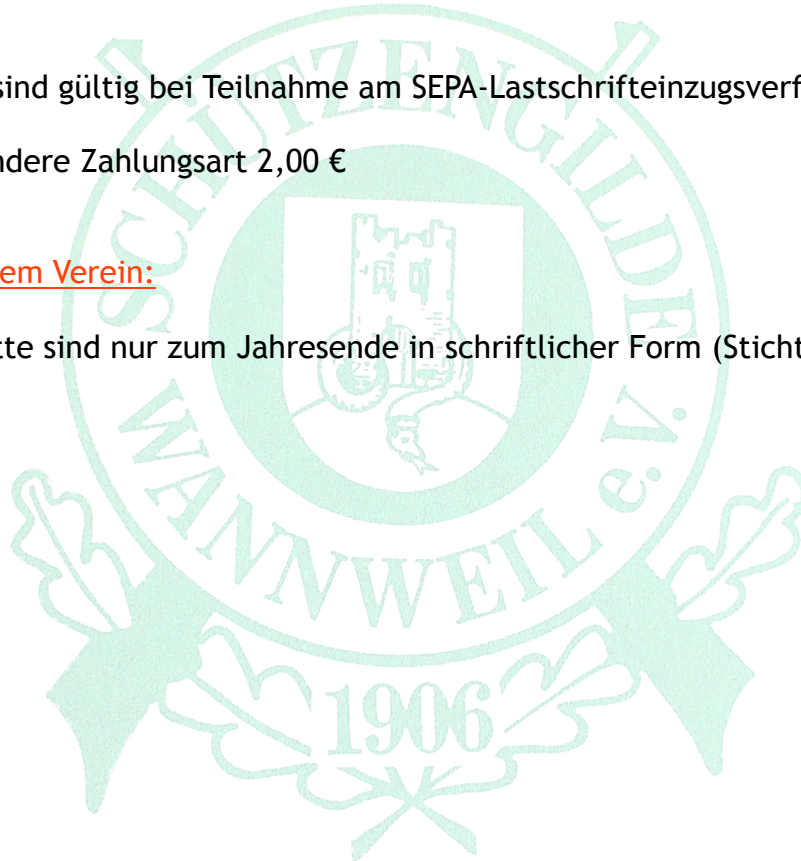 sind gültig bei Teilnahme am SEPA-Lastschrifteinzugsverf
ndere Zahlungsart 2,00 €
em Verein:
tte sind nur zum Jahresende in schriftlicher Form (Sticht
SCHÜTZENGILDE
WANNWEIL e.V.
1906